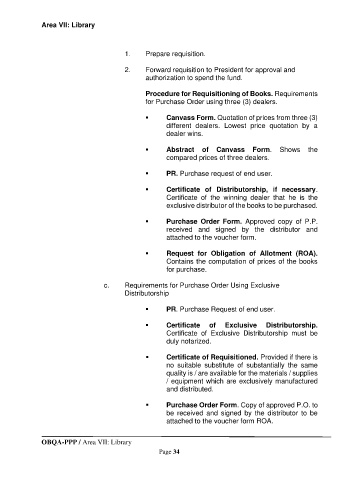 Area VII: Library
1. Prepare requisition.
2. Forward requisition to President for approval and
authorization to spend the fund.
Procedure for Requisitioning of Books. Requirements
for Purchase Order using three (3) dealers.
▪ Canvass Form. Quotation of prices from three (3)
different dealers. Lowest price quotation by a
dealer wins.
▪ Abstract of Canvass Form. Shows the
compared prices of three dealers.
▪ PR. Purchase request of end user.
▪ Certificate of Distributorship, if necessary.
Certificate of the winning dealer that he is the
exclusive distributor of the books to be purchased.
▪ Purchase Order Form. Approved copy of P.P.
received and signed by the distributor and
attached to the voucher form.
▪ Request for Obligation of Allotment (ROA).
Contains the computation of prices of the books
for purchase.
c. Requirements for Purchase Order Using Exclusive
Distributorship
▪ PR. Purchase Request of end user.
▪ Certificate of Exclusive Distributorship.
Certificate of Exclusive Distributorship must be
duly notarized.
▪ Certificate of Requisitioned. Provided if there is
no suitable substitute of substantially the same
quality is / are available for the materials / supplies
/ equipment which are exclusively manufactured
and distributed.
▪ Purchase Order Form. Copy of approved P.O. to
be received and signed by the distributor to be
attached to the voucher form ROA.
OBQA-PPP / Area VII: Library
Page 34